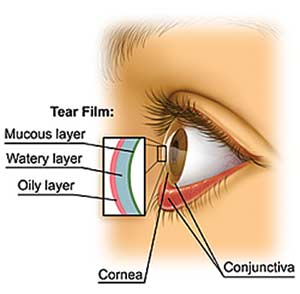 Tear Film:
Mucous layer
Watery layer
Oily layer
Cornea
Conjunctiva